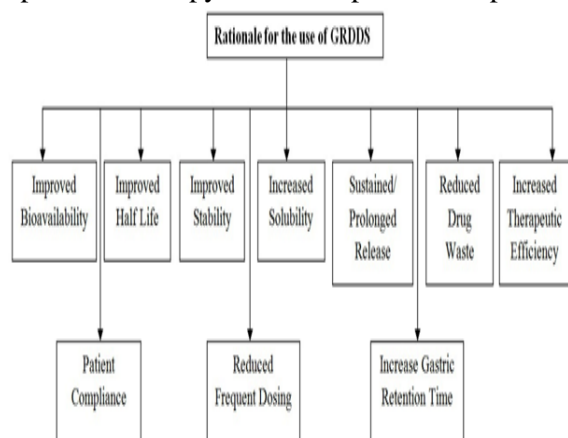 Rationale for the use of GRDDS
Improved
Bioavailability
Improved
Half Life
Improved
Stability
Increased
Solubility
Sustained/
Prolonged
Release
Reduced
Drug
Waste
Increased
Therapeutic
Efficiency
Patient
Compliance
Reduced
Frequent Dosing
Increase Gastric
Retention Time